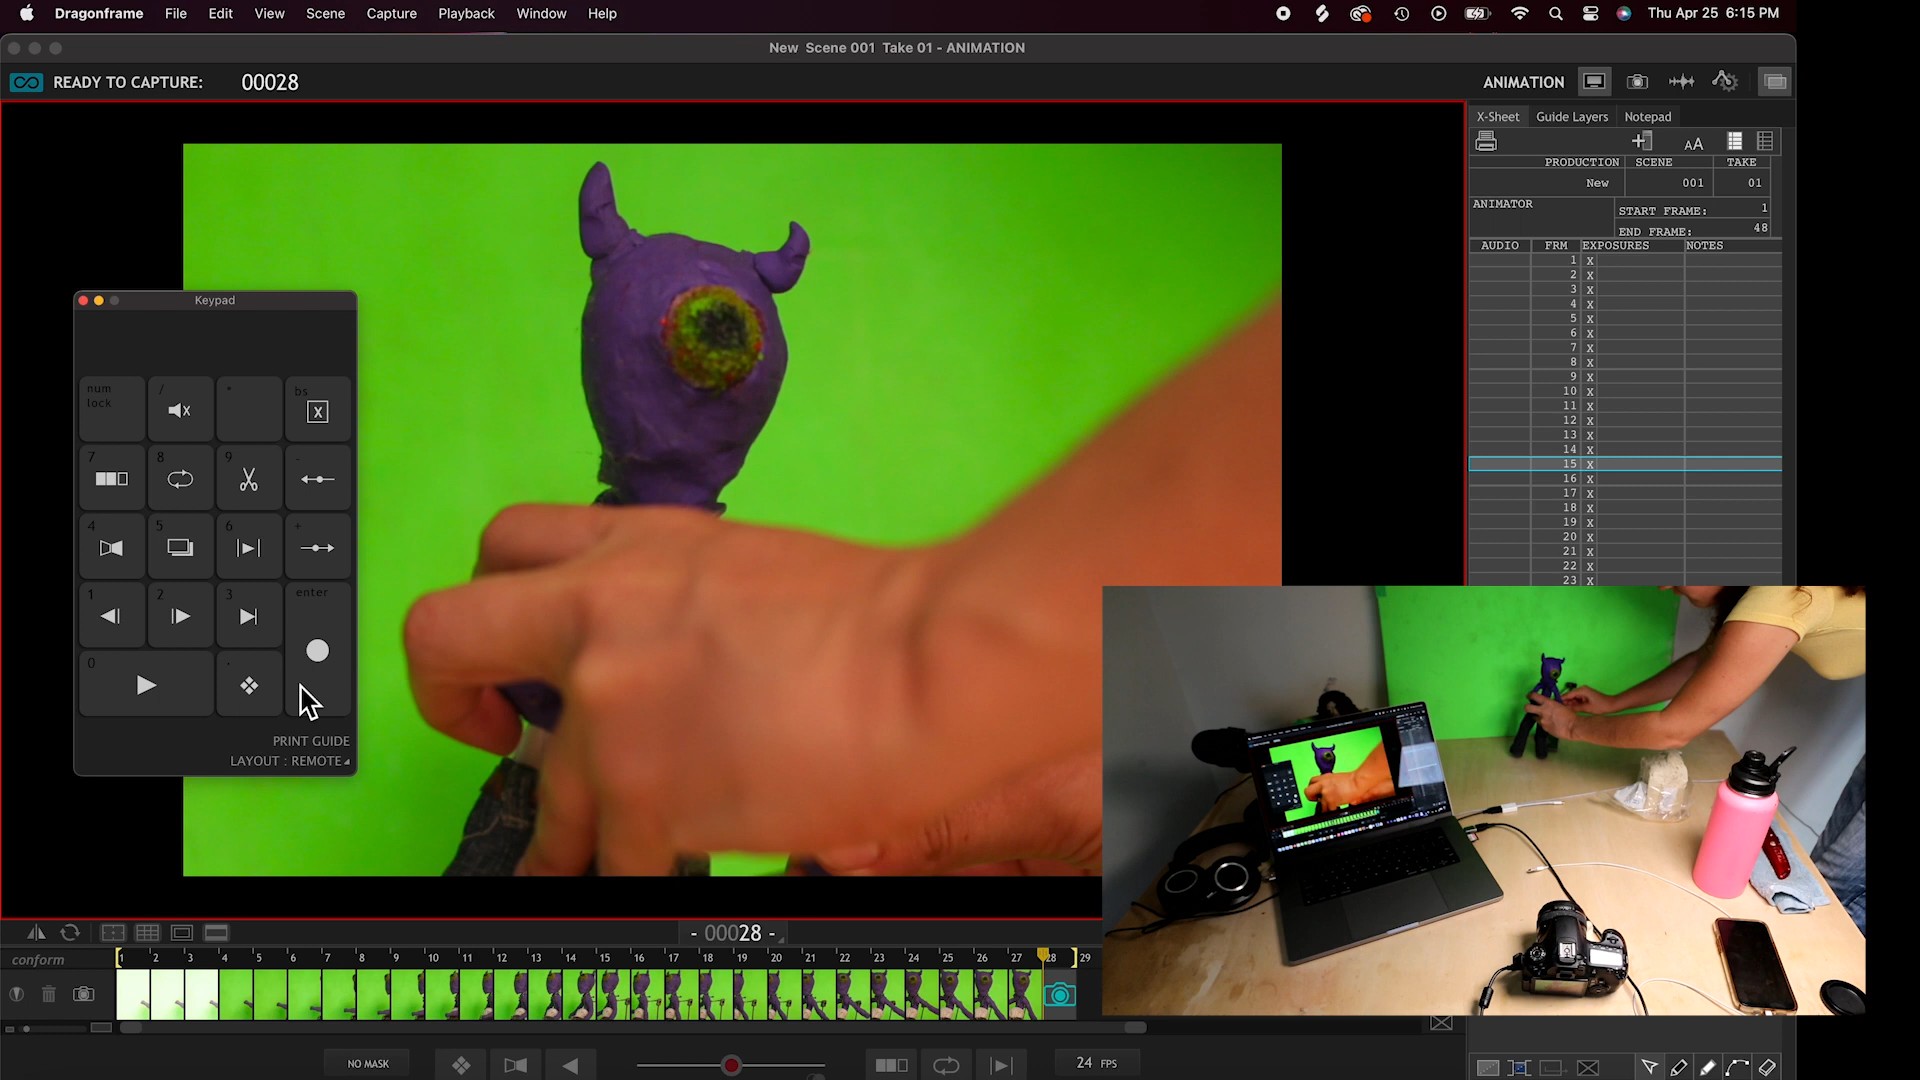 Dragonframe File Edit View Scene Capture Playback Window Help Thu Apr 25 6:15 PM
New Scene 001 Take 01 - ANIMATION
READY TO CAPTURE: 00028 ANIMATION
X-Sheet Guide Layers Notepad
AA
PRODUCTION SCENE TAKE
New 001 01
ANIMATOR START FRAME: 1
END FRAME: 48
AUDIO FRM EXPOSURES NOTES
1 X
2 X
3 X
4 X
5 X
6 X
7 X
8 X
9 X
10 X
11 X
12 X
13 X
14 X
15 X
16 X
17 X
18 X
19 X
20 X
21 X
22 X
23 X
Keypad
num lock / * bs X
7 8 9 -
4 5 6 +
1 2 3 enter
0 .
PRINT GUIDE
LAYOUT : REMOTE
- 00028 -
conform 1 2 3 4 5 6 7 8 9 10 11 12 13 14 15 16 17 18 19 20 21 22 23 24 25 26 27 28 29
NO MASK 24 FPS